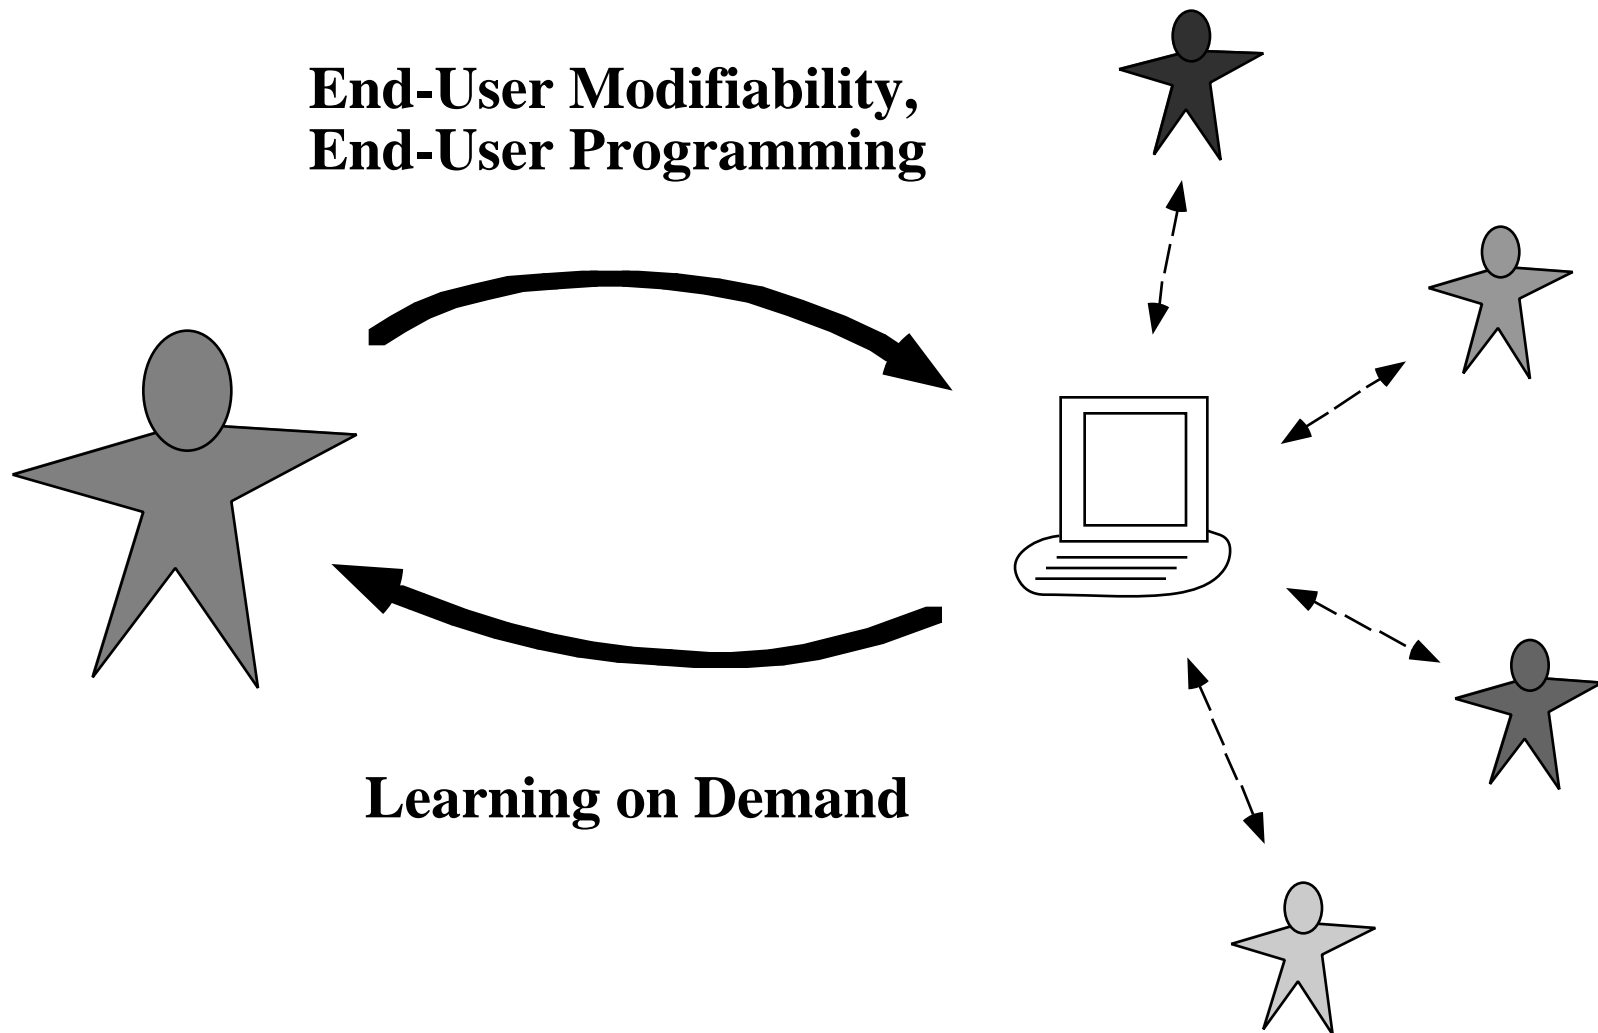 End-User Modifiability,
End-User Programming
Learning on Demand